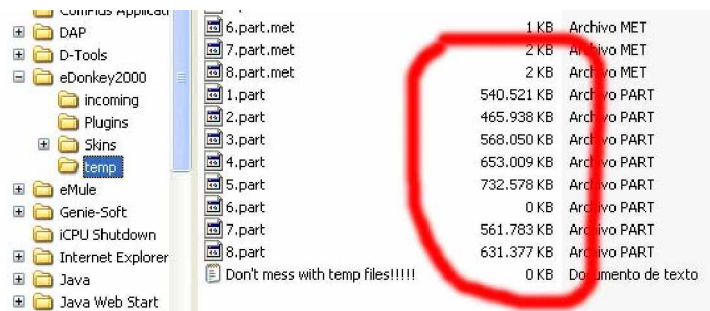 DAP
D-Tools
eDonkey2000
incoming
Plugins
Skins
temp
eMule
Genie-Soft
iCPU Shutdown
Internet Explorer
Java
Java Web Start
6.part.met 1 KB Archivo MET
7.part.met 2 KB Archivo MET
8.part.met 2 KB Archivo MET
1.part 540.521 KB Archivo PART
2.part 465.938 KB Archivo PART
3.part 568.050 KB Archivo PART
4.part 653.009 KB Archivo PART
5.part 732.578 KB Archivo PART
6.part 0 KB Archivo PART
7.part 561.783 KB Archivo PART
8.part 631.377 KB Archivo PART
Don't mess with temp files!!!!! 0 KB Documento de texto